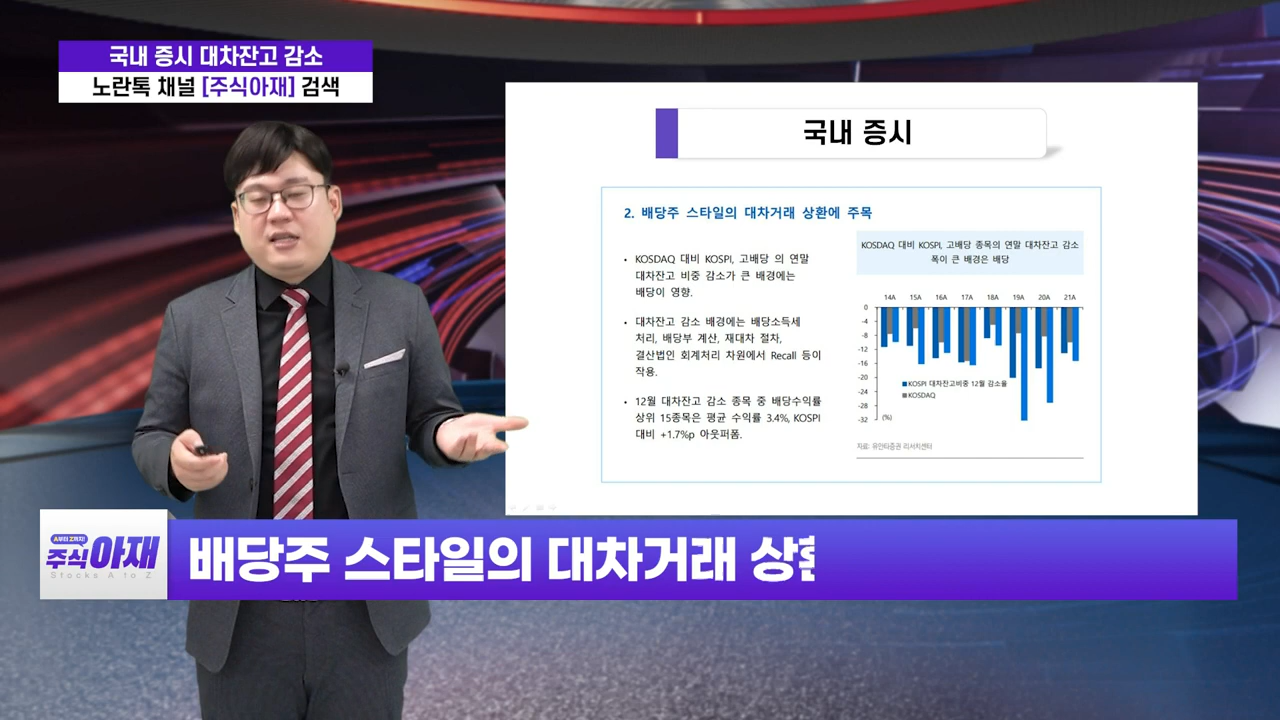 국내 증시 대차잔고 감소
노란톡 채널 [주식아재] 검색
국내 증시
2. 배당주 스타일의 대차거래 상환에 주목
• KOSDAQ 대비 KOSPI, 고배당 의 연말
대차잔고 비중 감소가 큰 배경에는
배당이 영향.
• 대차잔고 감소 배경에는 배당소득세
처리, 배당부 계산, 재대차 절차,
결산법인 회계처리 차원에서 Recall 등이
작용.
• 12월 대차잔고 감소 종목 중 배당수익률
상위 15종목은 평균 수익률 3.4%, KOSPI
대비 +1.7%p 아웃퍼폼.
KOSDAQ 대비 KOSPI, 고배당 종목의 연말 대차잔고 감소
폭이 큰 배경은 배당
14A 15A 16A 17A 18A 19A 20A 21A
0
-4
-8
-12
-16
-20
-24
-28
-32
KOSPI 대차잔고비중 12월 감소율
KOSDAQ
(%)
자료: 유안타증권 리서치센터
A부터 Z까지!
주식아재
Stocks A to Z
배당주 스타일의 대차거래 상환